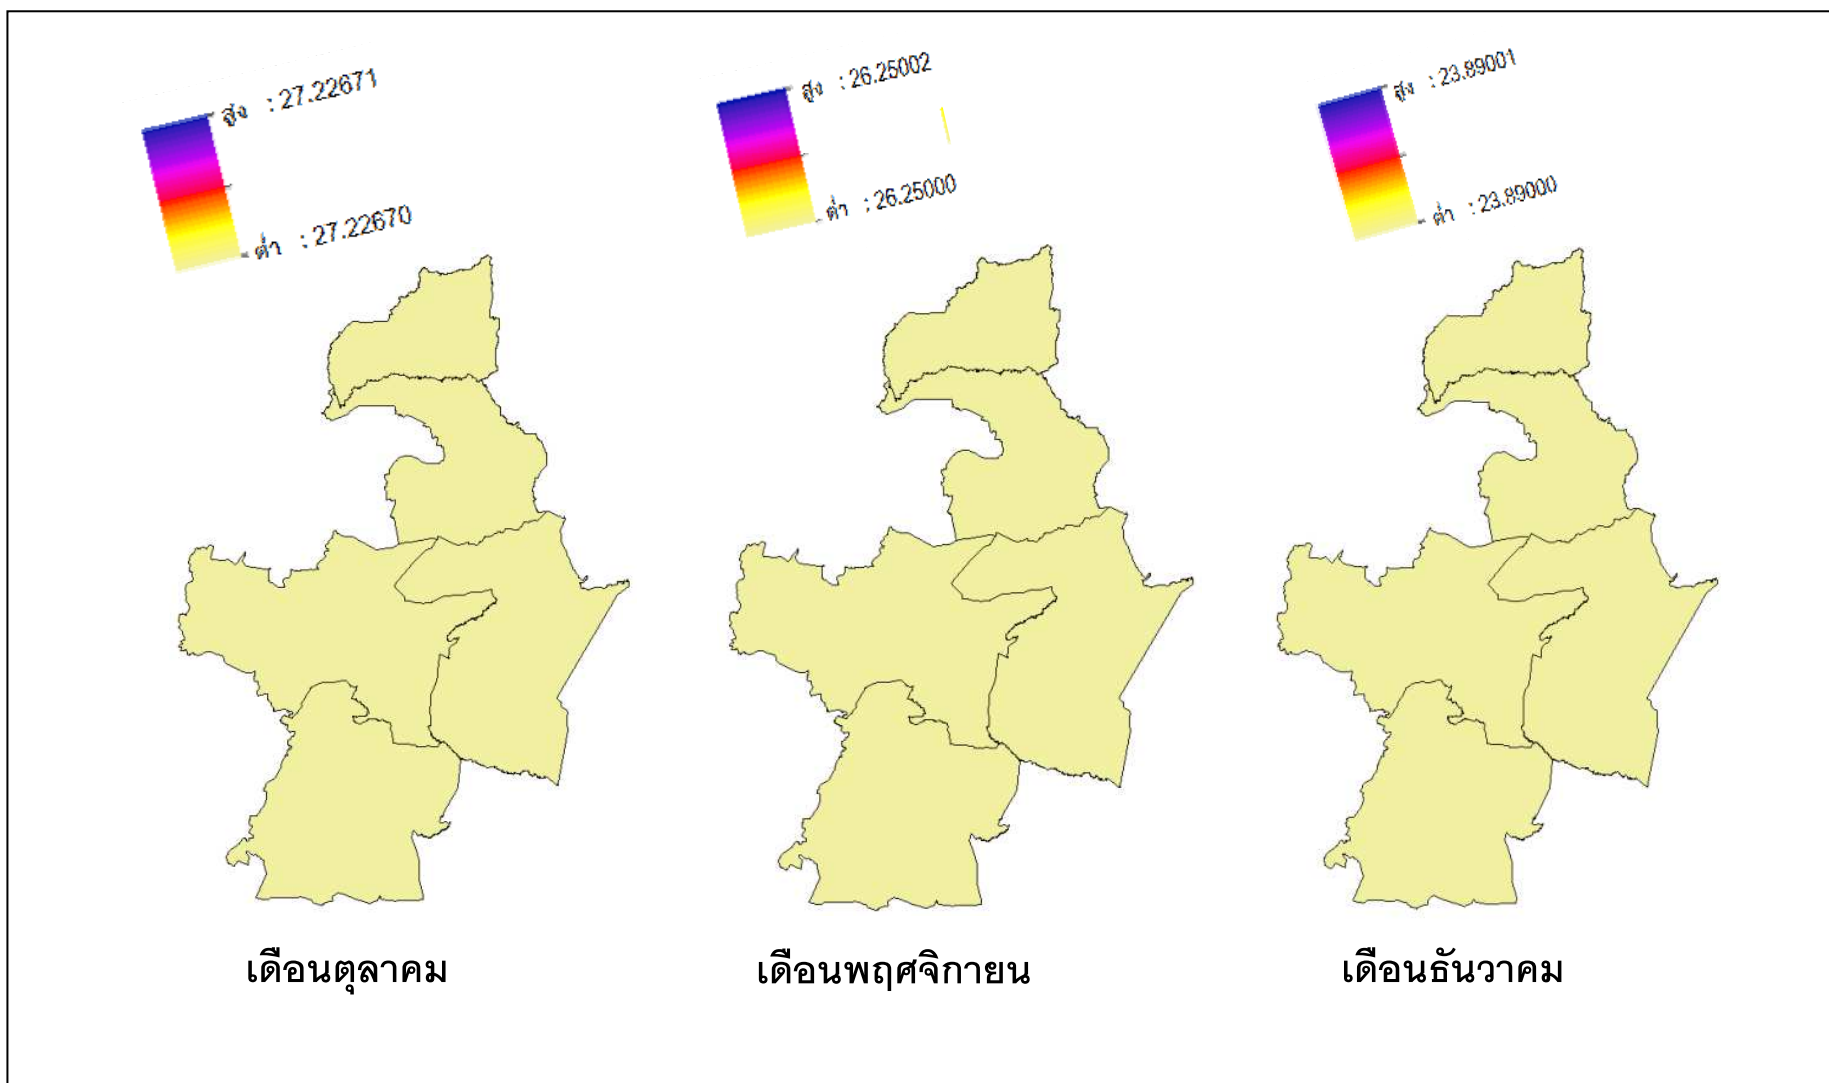 สูง : 27.22671
ต่ำ : 27.22670
สูง : 26.25002
ต่ำ : 26.25000
สูง : 23.89001
ต่ำ : 23.89000
เดือนตุลาคม
เดือนพฤศจิกายน
เดือนธันวาคม